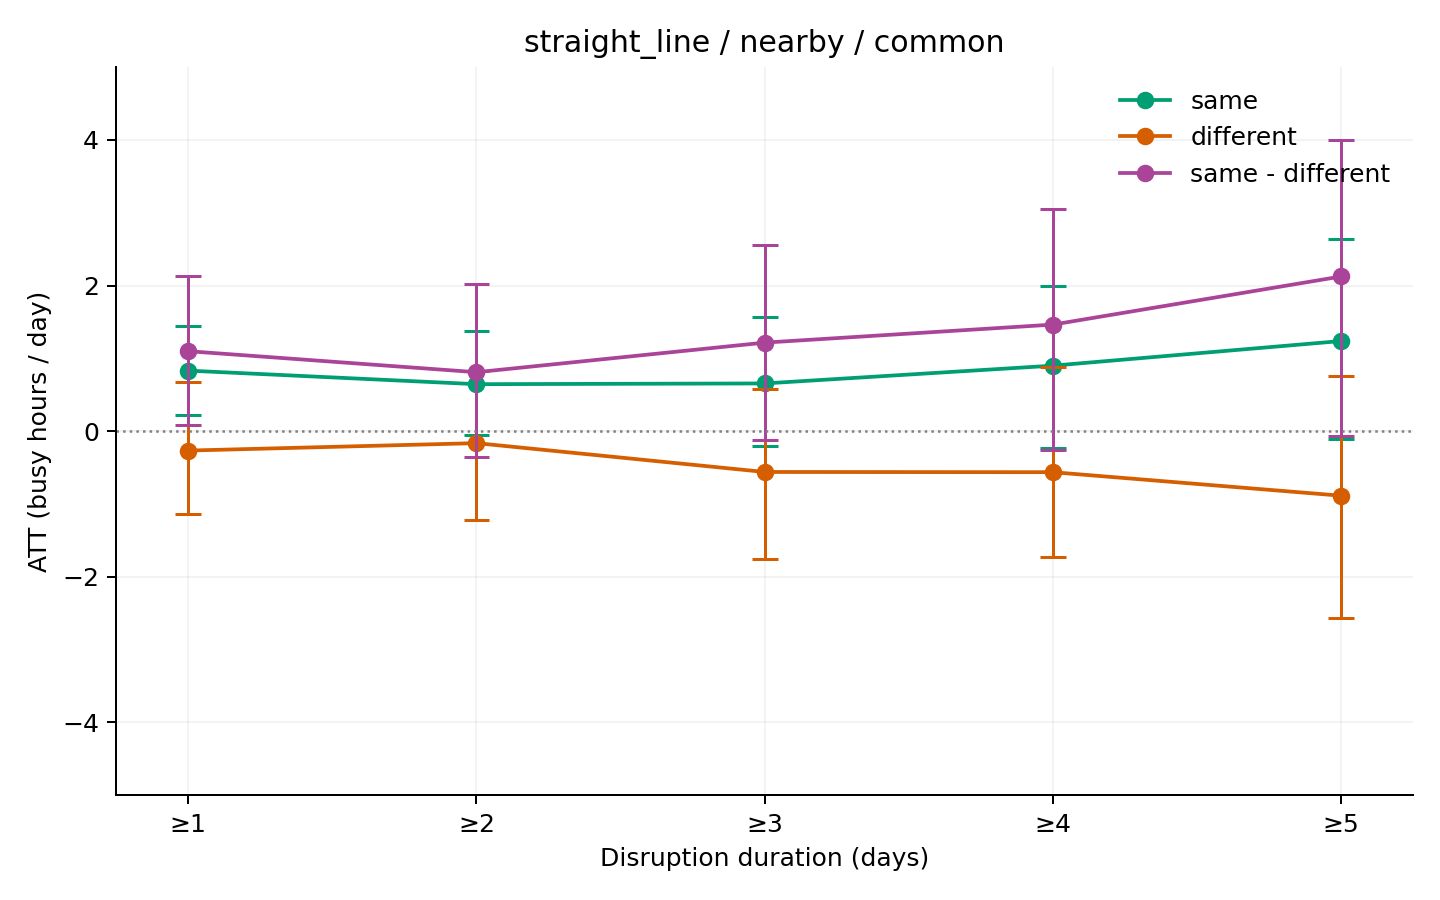 straight_line / nearby / common
same
different
same - different
4
2
0
−2
−4
ATT (busy hours / day)
≥1
≥2
≥3
≥4
≥5
Disruption duration (days)